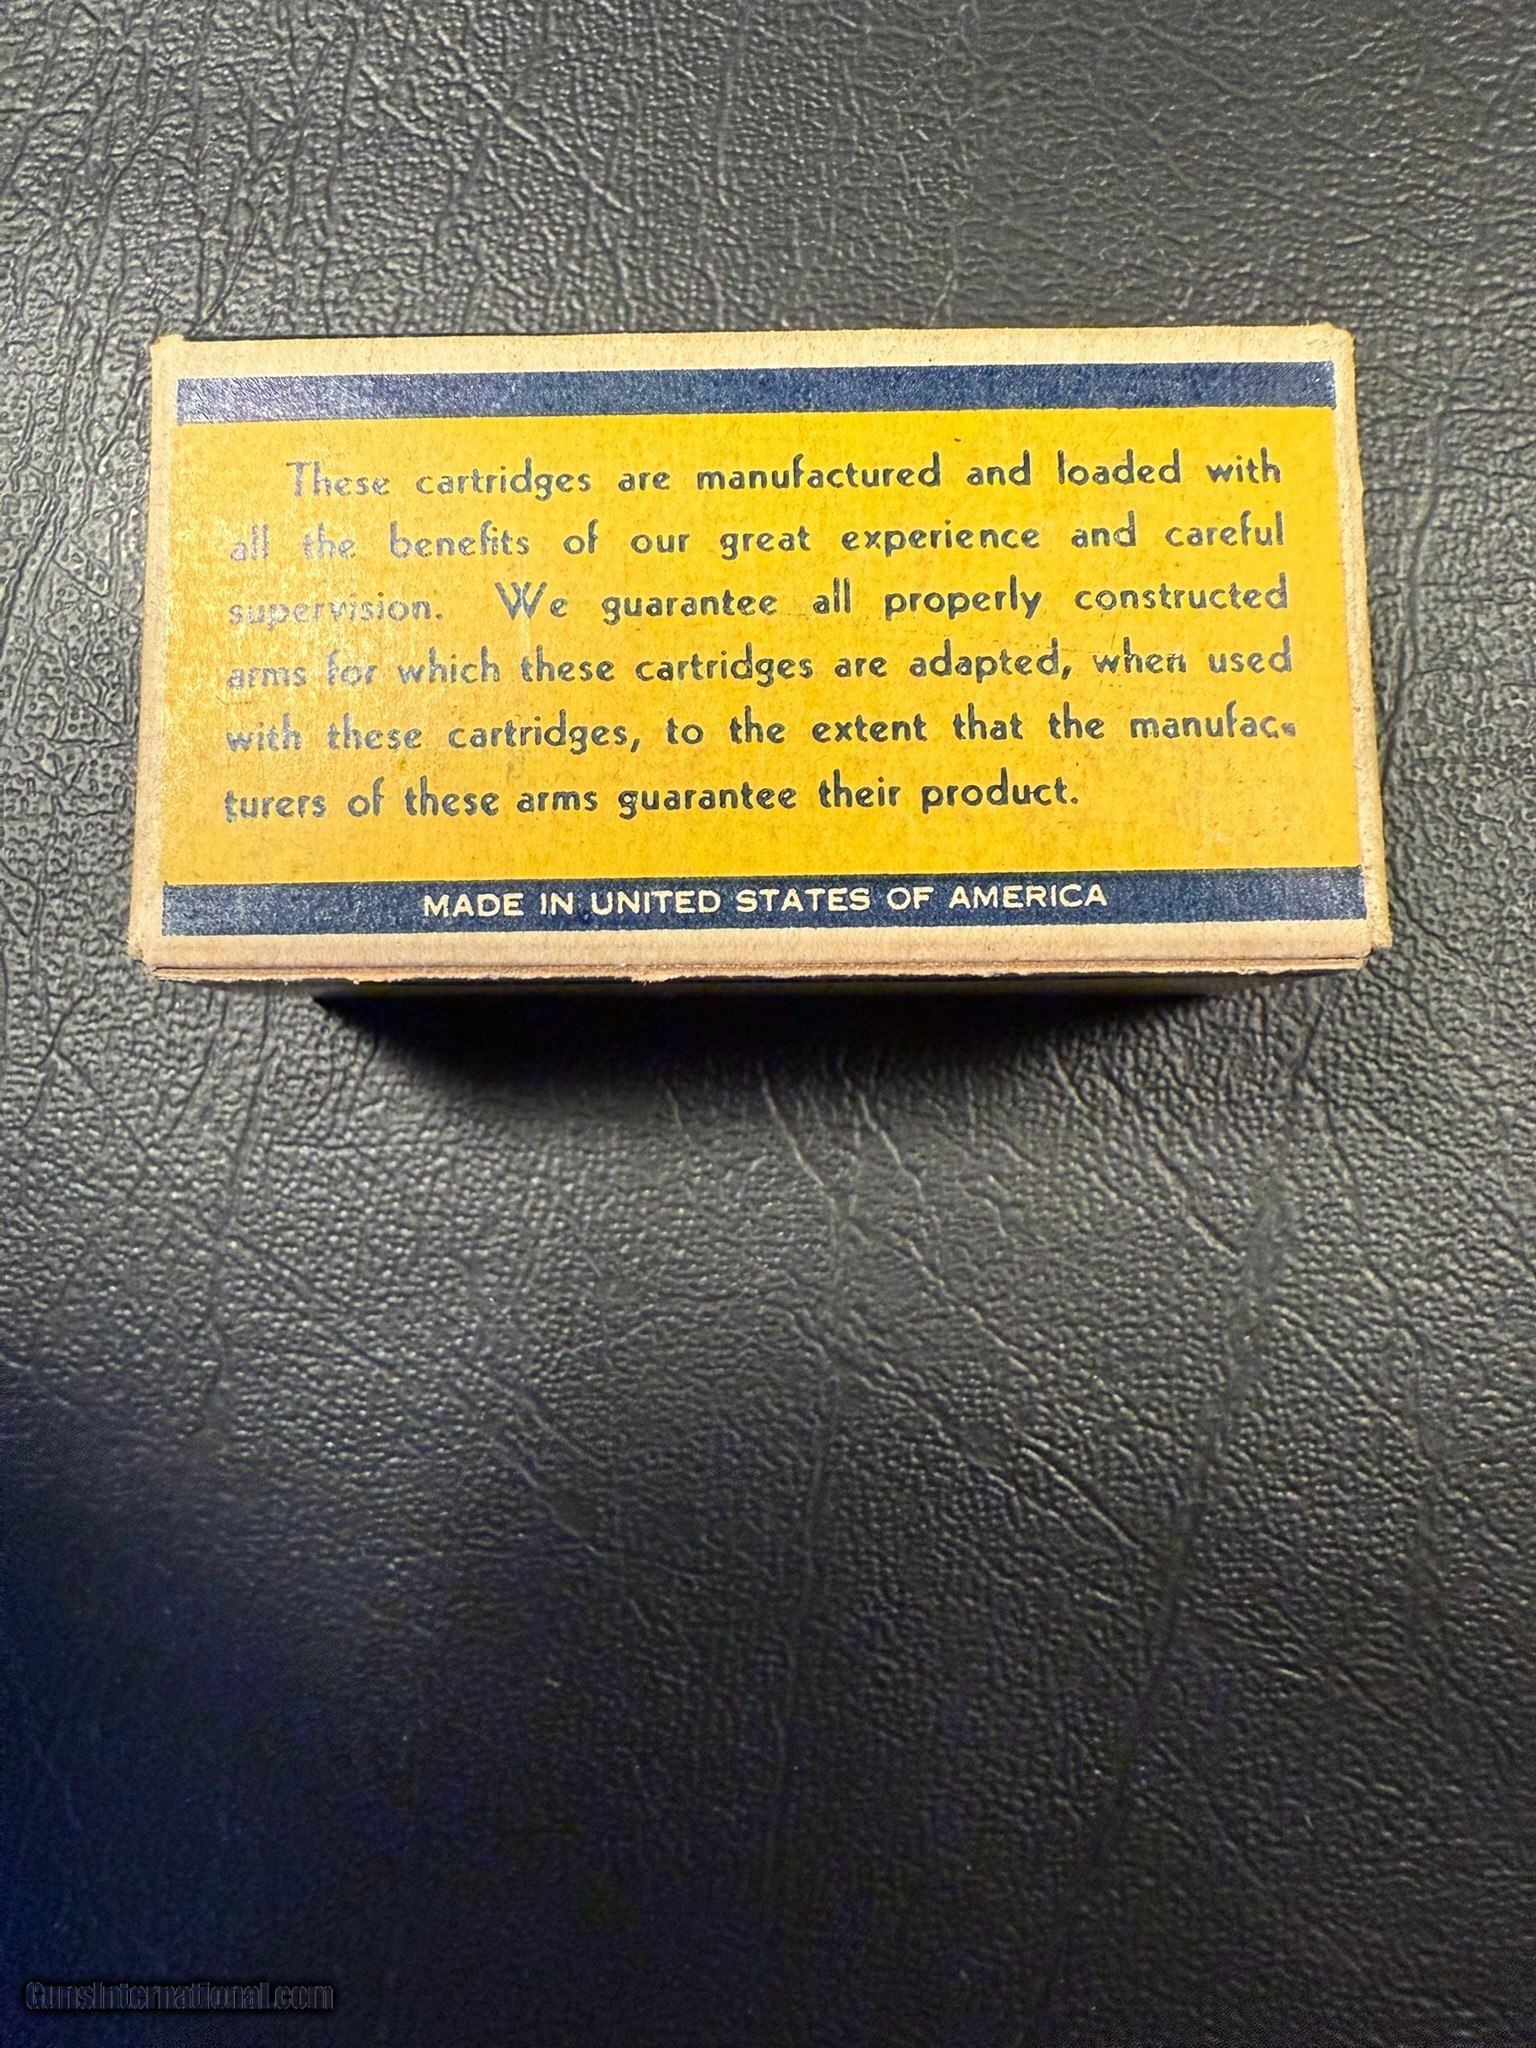 These cartridges are manufactured and loaded with
all the benefits of our great experience and careful
supervision. We guarantee all properly constructed
arms for which these cartridges are adapted, when used
with these cartridges, to the extent that the manufac-
turers of these arms guarantee their product.
MADE IN UNITED STATES OF AMERICA
GunsInternational.com